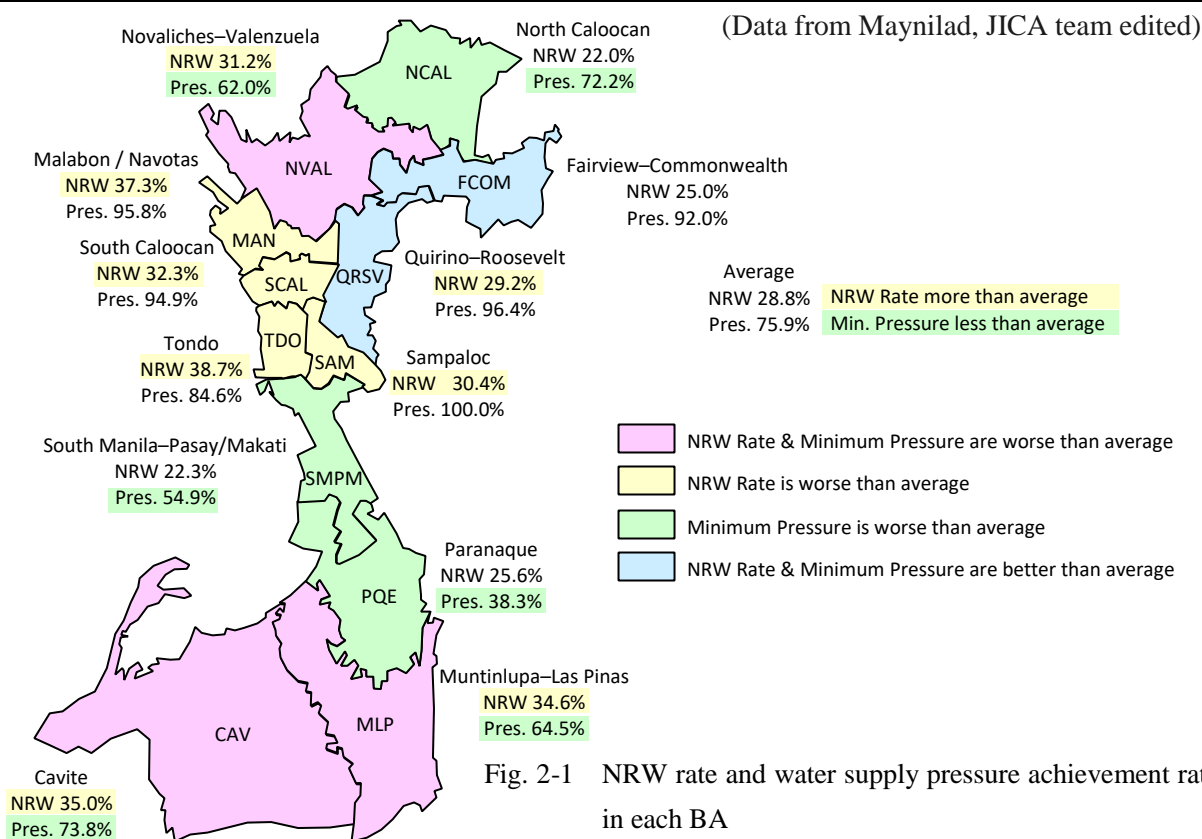 (Data from Maynilad, JICA team edited)
Novaliches–Valenzuela
NRW 31.2%
Pres. 62.0%
North Caloocan
NRW 22.0%
Pres. 72.2%
NCAL
Malabon / Navotas
NRW 37.3%
Pres. 95.8%
NVAL
FCOM
Fairview–Commonwealth
NRW 25.0%
Pres. 92.0%
South Caloocan
NRW 32.3%
Pres. 94.9%
MAN
SCAL
QRSV
Quirino–Roosevelt
NRW 29.2%
Pres. 96.4%
Average
NRW 28.8%
Pres. 75.9%
NRW Rate more than average
Min. Pressure less than average
Tondo
NRW 38.7%
Pres. 84.6%
TDO
SAM
Sampaloc
NRW 30.4%
Pres. 100.0%
South Manila–Pasay/Makati
NRW 22.3%
Pres. 54.9%
SMPM
NRW Rate & Minimum Pressure are worse than average
NRW Rate is worse than average
Minimum Pressure is worse than average
NRW Rate & Minimum Pressure are better than average
Paranaque
NRW 25.6%
Pres. 38.3%
PQE
Muntinlupa–Las Pinas
NRW 34.6%
Pres. 64.5%
MLP
CAV
Cavite
NRW 35.0%
Pres. 73.8%
Fig. 2-1 NRW rate and water supply pressure achievement
in each BA